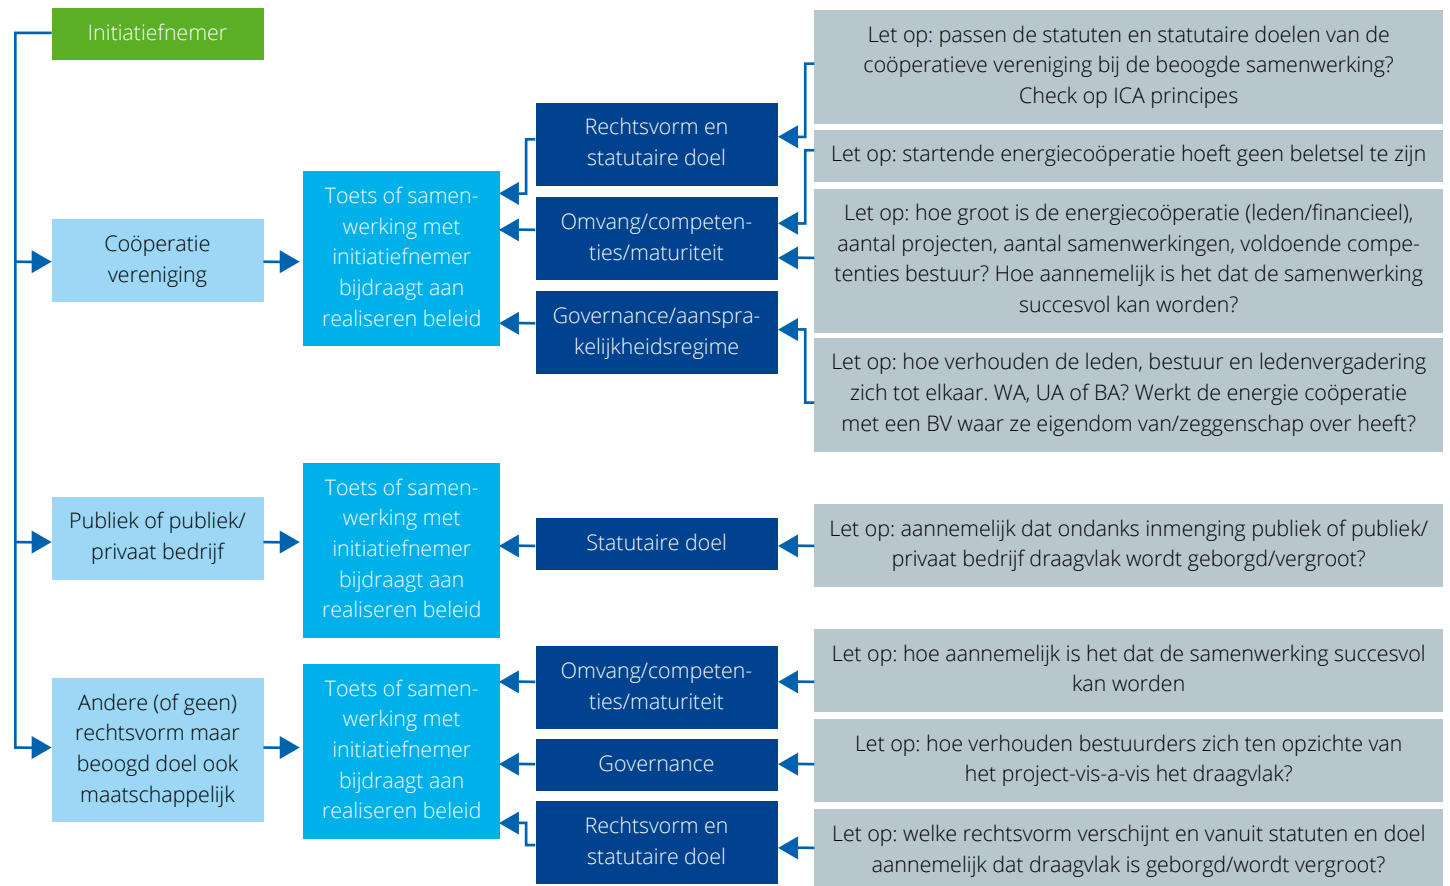 Initiatiefnemer
Coöperatie
vereniging
Toets of samen-
werking met
initiatiefnemer
bijdraagt aan
realiseren beleid
Rechtsvorm en
statutaire doel
Omvang/competen-
ties/maturiteit
Governance/aanspra-
kelijkheidsregime
Let op: passen de statuten en statutaire doelen van de
coöperatieve vereniging bij de beoogde samenwerking?
Check op ICA principes
Let op: startende energiecoöperatie hoeft geen beletsel te zijn
Let op: hoe groot is de energiecoöperatie (leden/financieel),
aantal projecten, aantal samenwerkingen, voldoende compe-
tenties bestuur? Hoe aannemelijk is het dat de samenwerking
succesvol kan worden?
Let op: hoe verhouden de leden, bestuur en ledenvergadering
zich tot elkaar. WA, UA of BA? Werkt de energie coöperatie
met een BV waar ze eigendom van/zeggenschap over heeft?
Publiek of publiek/
privaat bedrijf
Toets of samen-
werking met
initiatiefnemer
bijdraagt aan
realiseren beleid
Statutaire doel
Let op: aannemelijk dat ondanks inmenging publiek of publiek/
privaat bedrijf draagvlak wordt geborgd/vergroot?
Andere (of geen)
rechtsvorm maar
beoogd doel ook
maatschappelijk
Toets of samen-
werking met
initiatiefnemer
bijdraagt aan
realiseren beleid
Omvang/competen-
ties/maturiteit
Governance
Rechtsvorm en
statutaire doel
Let op: hoe aannemelijk is het dat de samenwerking succesvol
kan worden
Let op: hoe verhouden bestuurders zich ten opzichte van
het project-vis-a-vis het draagvlak?
Let op: welke rechtsvorm verschijnt en vanuit statuten en doel
aannemelijk dat draagvlak is geborgd/wordt vergroot?